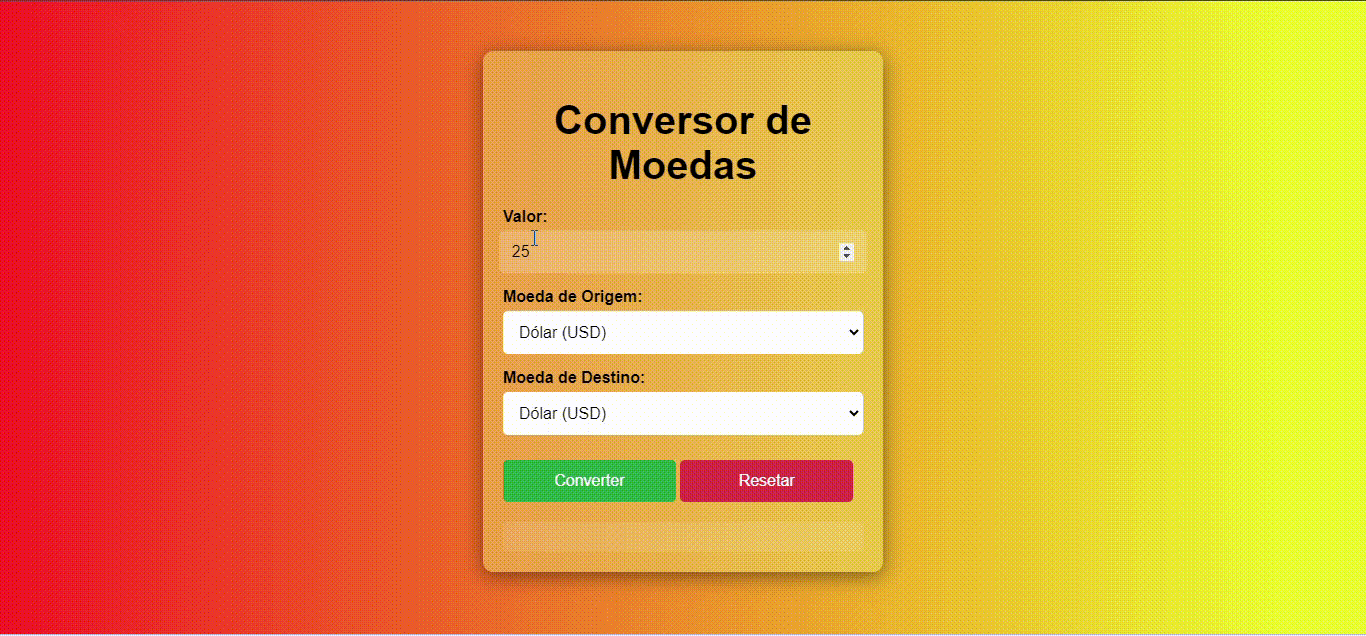 Conversor de
Moedas
Valor:
25
Moeda de Origem:
Dólar (USD)
Moeda de Destino:
Dólar (USD)
Converter Resetar